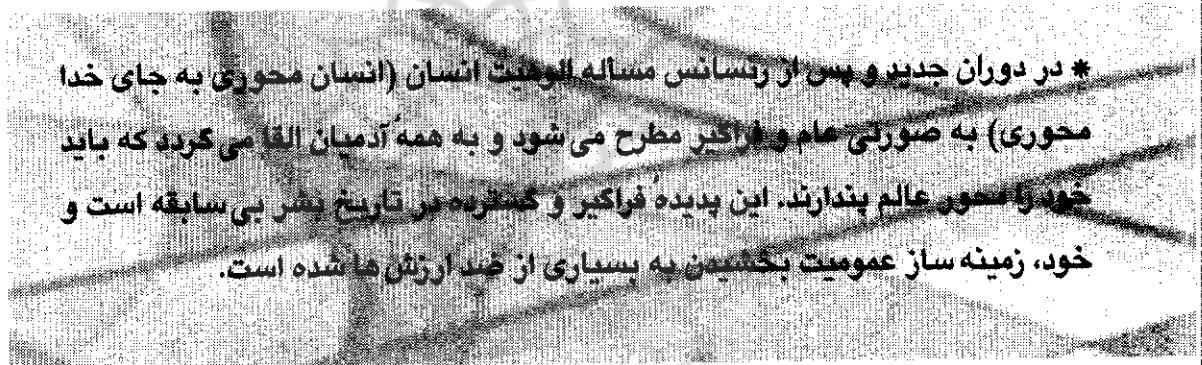 * در دوران جدید و پس از رنسانس مسأله الوهیت انسان (انسان محوری به جای خدا
محوری) به صورتی عام و فراگیر مطرح می شود و به همهٔ آدمیان القا می گردد که باید
خود را محور عالم پندارند. این پدیدهٔ فراگیر و گسترده در تاریخ بشر بی سابقه است و
خود، زمینه ساز عمومیت بخشیدن به بسیاری از ضد ارزش ها شده است.